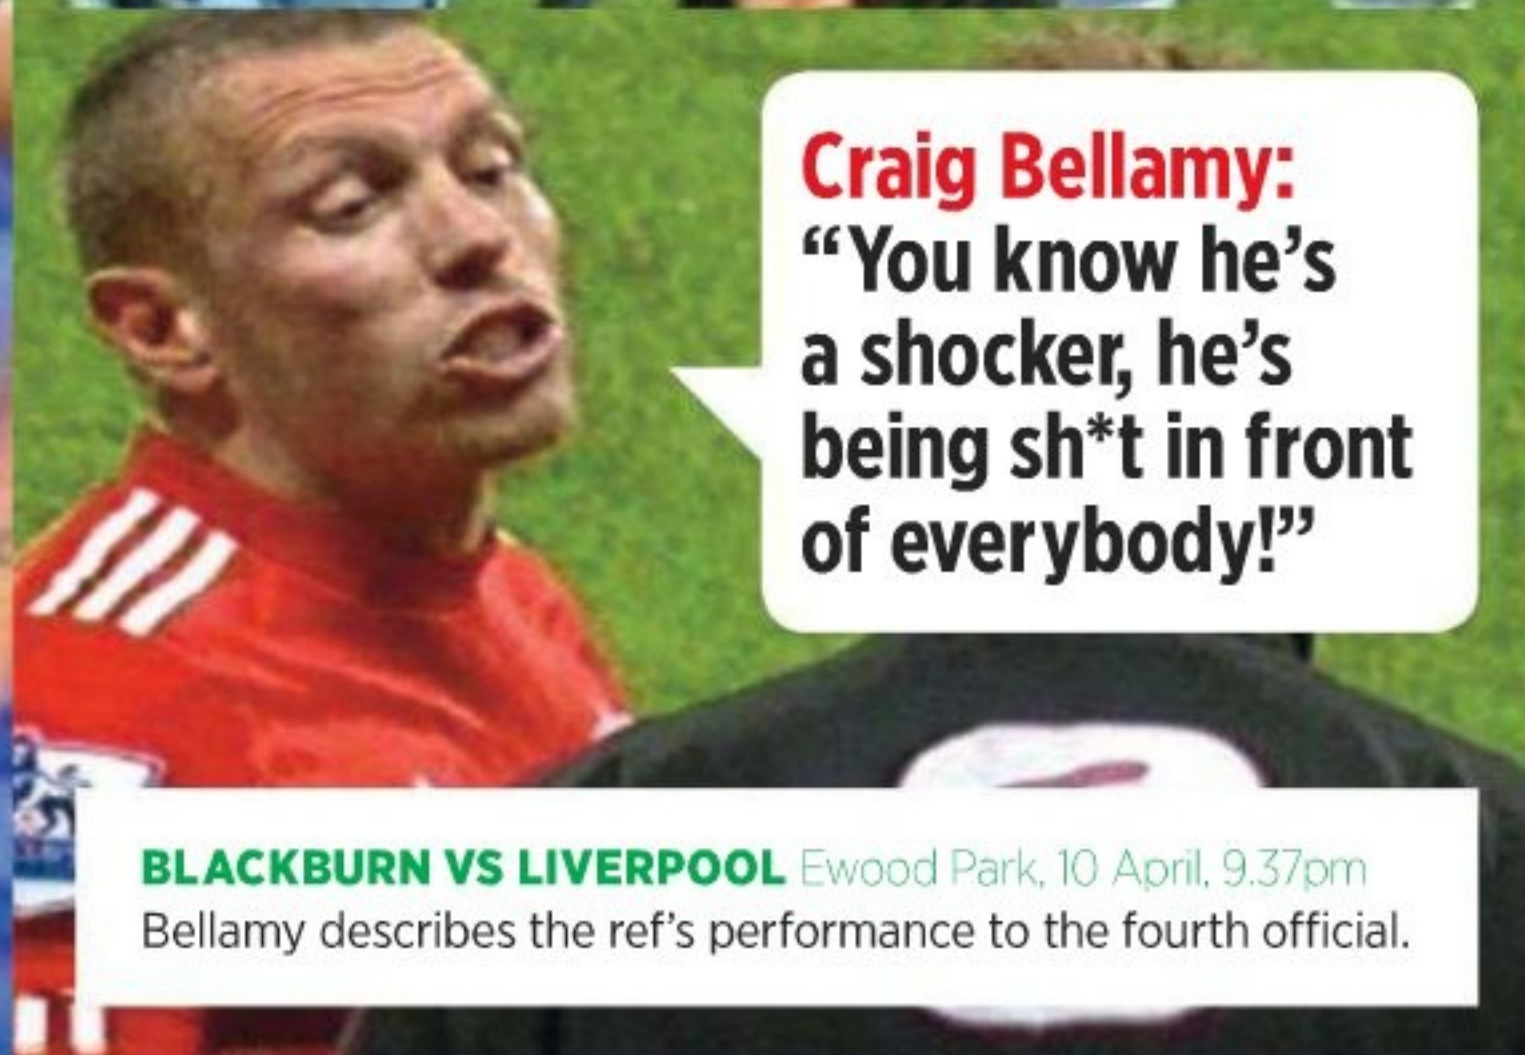 Craig Bellamy:
“You know he’s
a shocker, he’s
being sh*t in front
of everybody!”
BLACKBURN VS LIVERPOOL Ewood Park, 10 April, 9.37pm
Bellamy describes the ref’s performance to the fourth official.